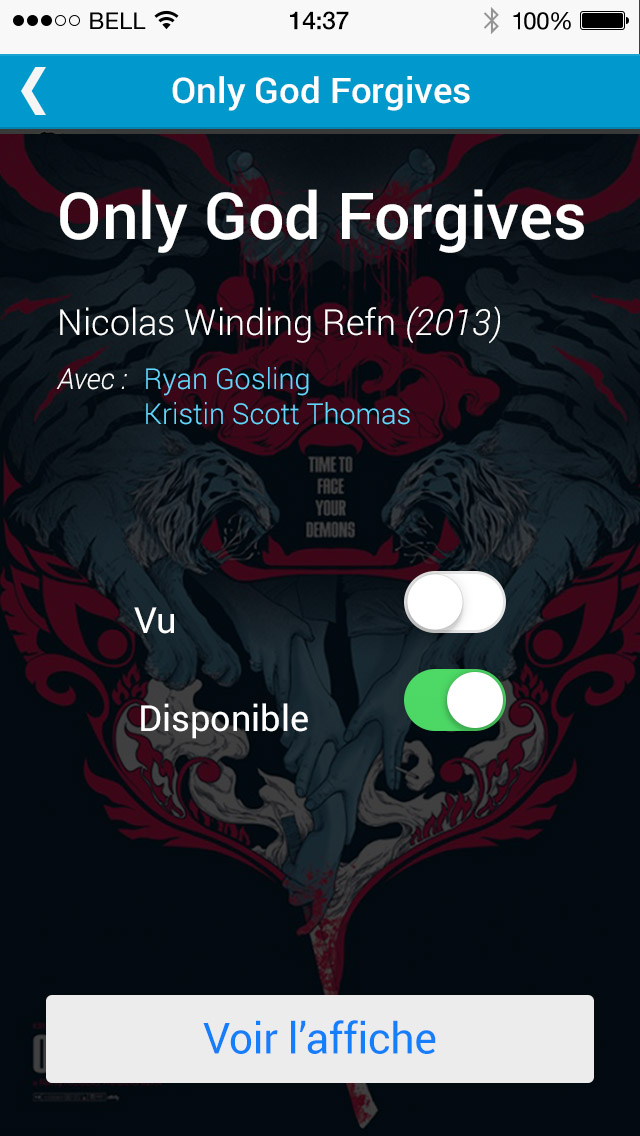 BELL 14:37 100%
Only God Forgives
Only God Forgives
Nicolas Winding Refn (2013)
Avec : Ryan Gosling
Kristin Scott Thomas
TIME TO
FACE
YOUR
DEMONS
Vu
Disponible
Voir l’affiche